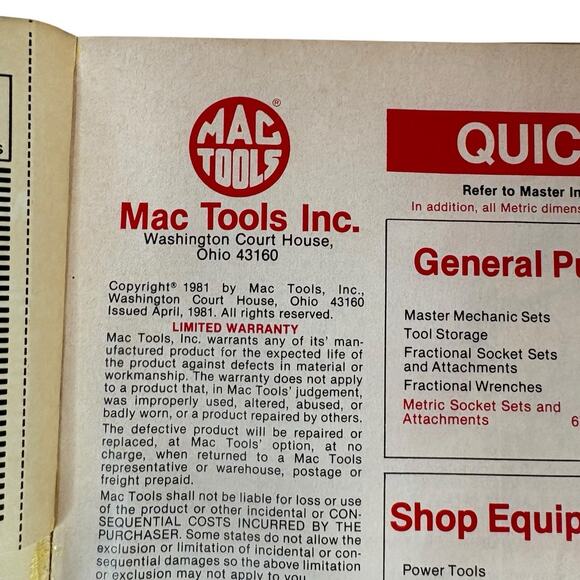 MAC
TOOLS
®
Mac Tools Inc.
Washington Court House,
Ohio 43160
Copyright® 1981 by Mac Tools, Inc.,
Washington Court House, Ohio 43160
Issued April, 1981. All rights reserved.
LIMITED WARRANTY
Mac Tools, Inc. warrants any of its' man-
ufactured product for the expected life of
the product against defects in material or
workmanship. The warranty does not apply
to a product that, in Mac Tools' judgement,
was improperly used, altered, abused, or
badly worn, or a product repaired by others.
The defective product will be repaired or
replaced, at Mac Tools' option, at no
charge, when returned to a Mac Tools
representative or warehouse, postage or
freight prepaid.
Mac Tools shall not be liable for loss or use
of the product or other incidental or CON-
SEQUENTIAL COSTS INCURRED BY THE
PURCHASER. Some states do not allow the
exclusion or limitation of incidental or con-
sequential damages so the above limitation
or exclusion may not apply to you
QUIC
Refer to Master In
In addition, all Metric dimens
General Pu
Master Mechanic Sets
Tool Storage
Fractional Socket Sets
and Attachments
Fractional Wrenches
Metric Socket Sets and
Attachments 6
Shop Equip
Power Tools